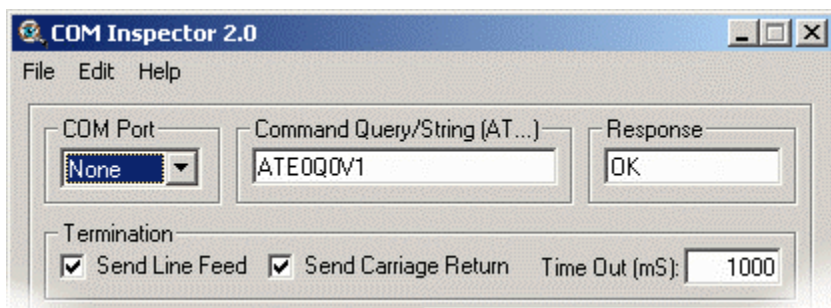 COM Inspector 2.0
File Edit Help
COM Port Command Query/String (AT...) Response
None ATE0Q0V1 OK
Termination
Send Line Feed Send Carriage Return Time Out (mS): 1000